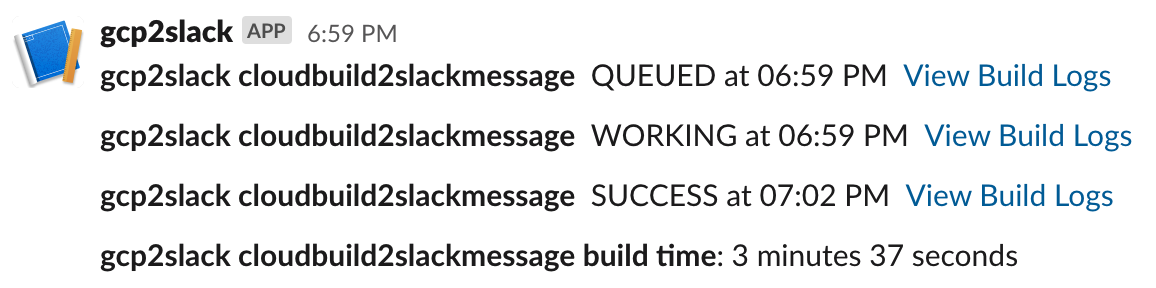 gcp2slack APP 6:59 PM
gcp2slack cloudbuild2slackmessage QUEUED at 06:59 PM View Build Logs
gcp2slack cloudbuild2slackmessage WORKING at 06:59 PM View Build Logs
gcp2slack cloudbuild2slackmessage SUCCESS at 07:02 PM View Build Logs
gcp2slack cloudbuild2slackmessage build time: 3 minutes 37 seconds